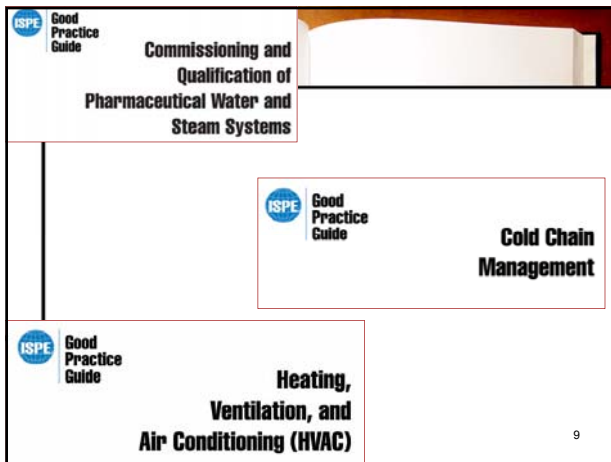 ISPE
Good
Practice
Guide
Commissioning and
Qualification of
Pharmaceutical Water and
Steam Systems
ISPE
Good
Practice
Guide
Cold Chain
Management
ISPE
Good
Practice
Guide
Heating,
Ventilation, and
Air Conditioning (HVAC)
9